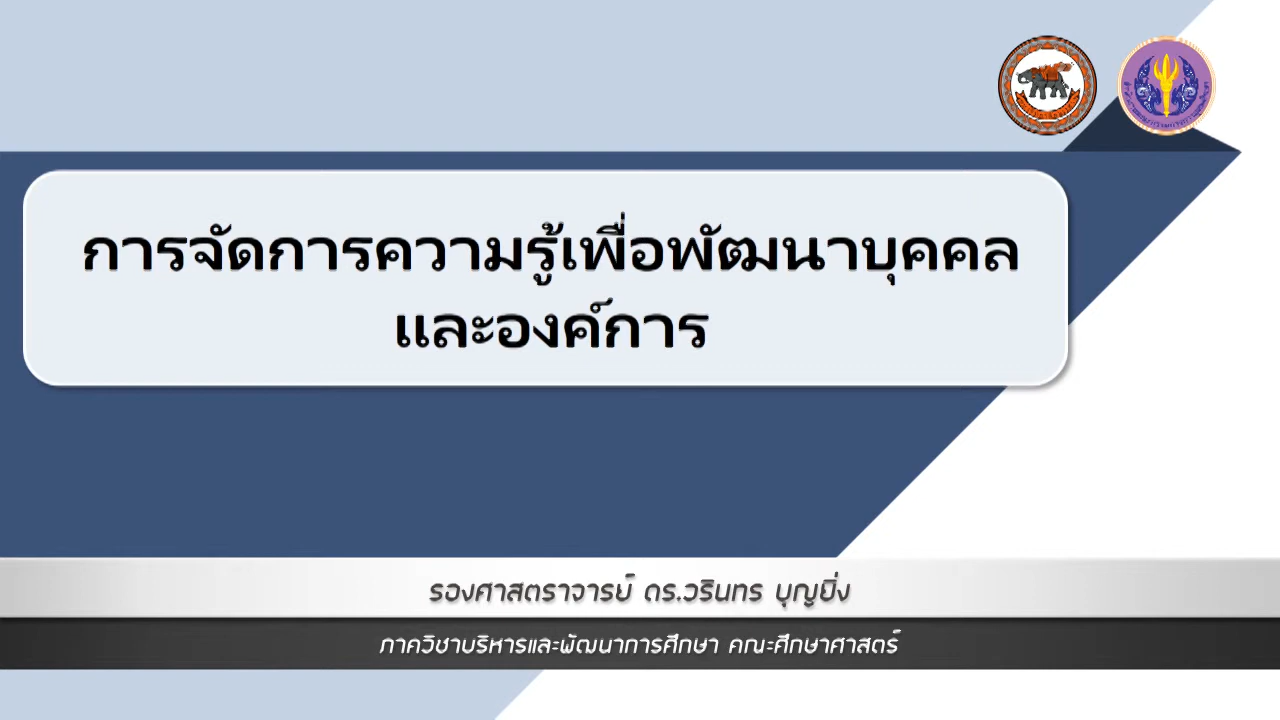 การจัดการความรู้เพื่อพัฒนาบุคคล
และองค์การ
รองศาสตราจารย์ ดร.วรินทร บุญยิ่ง
ภาควิชาบริหารและพัฒนาการศึกษา คณะศึกษาศาสตร์